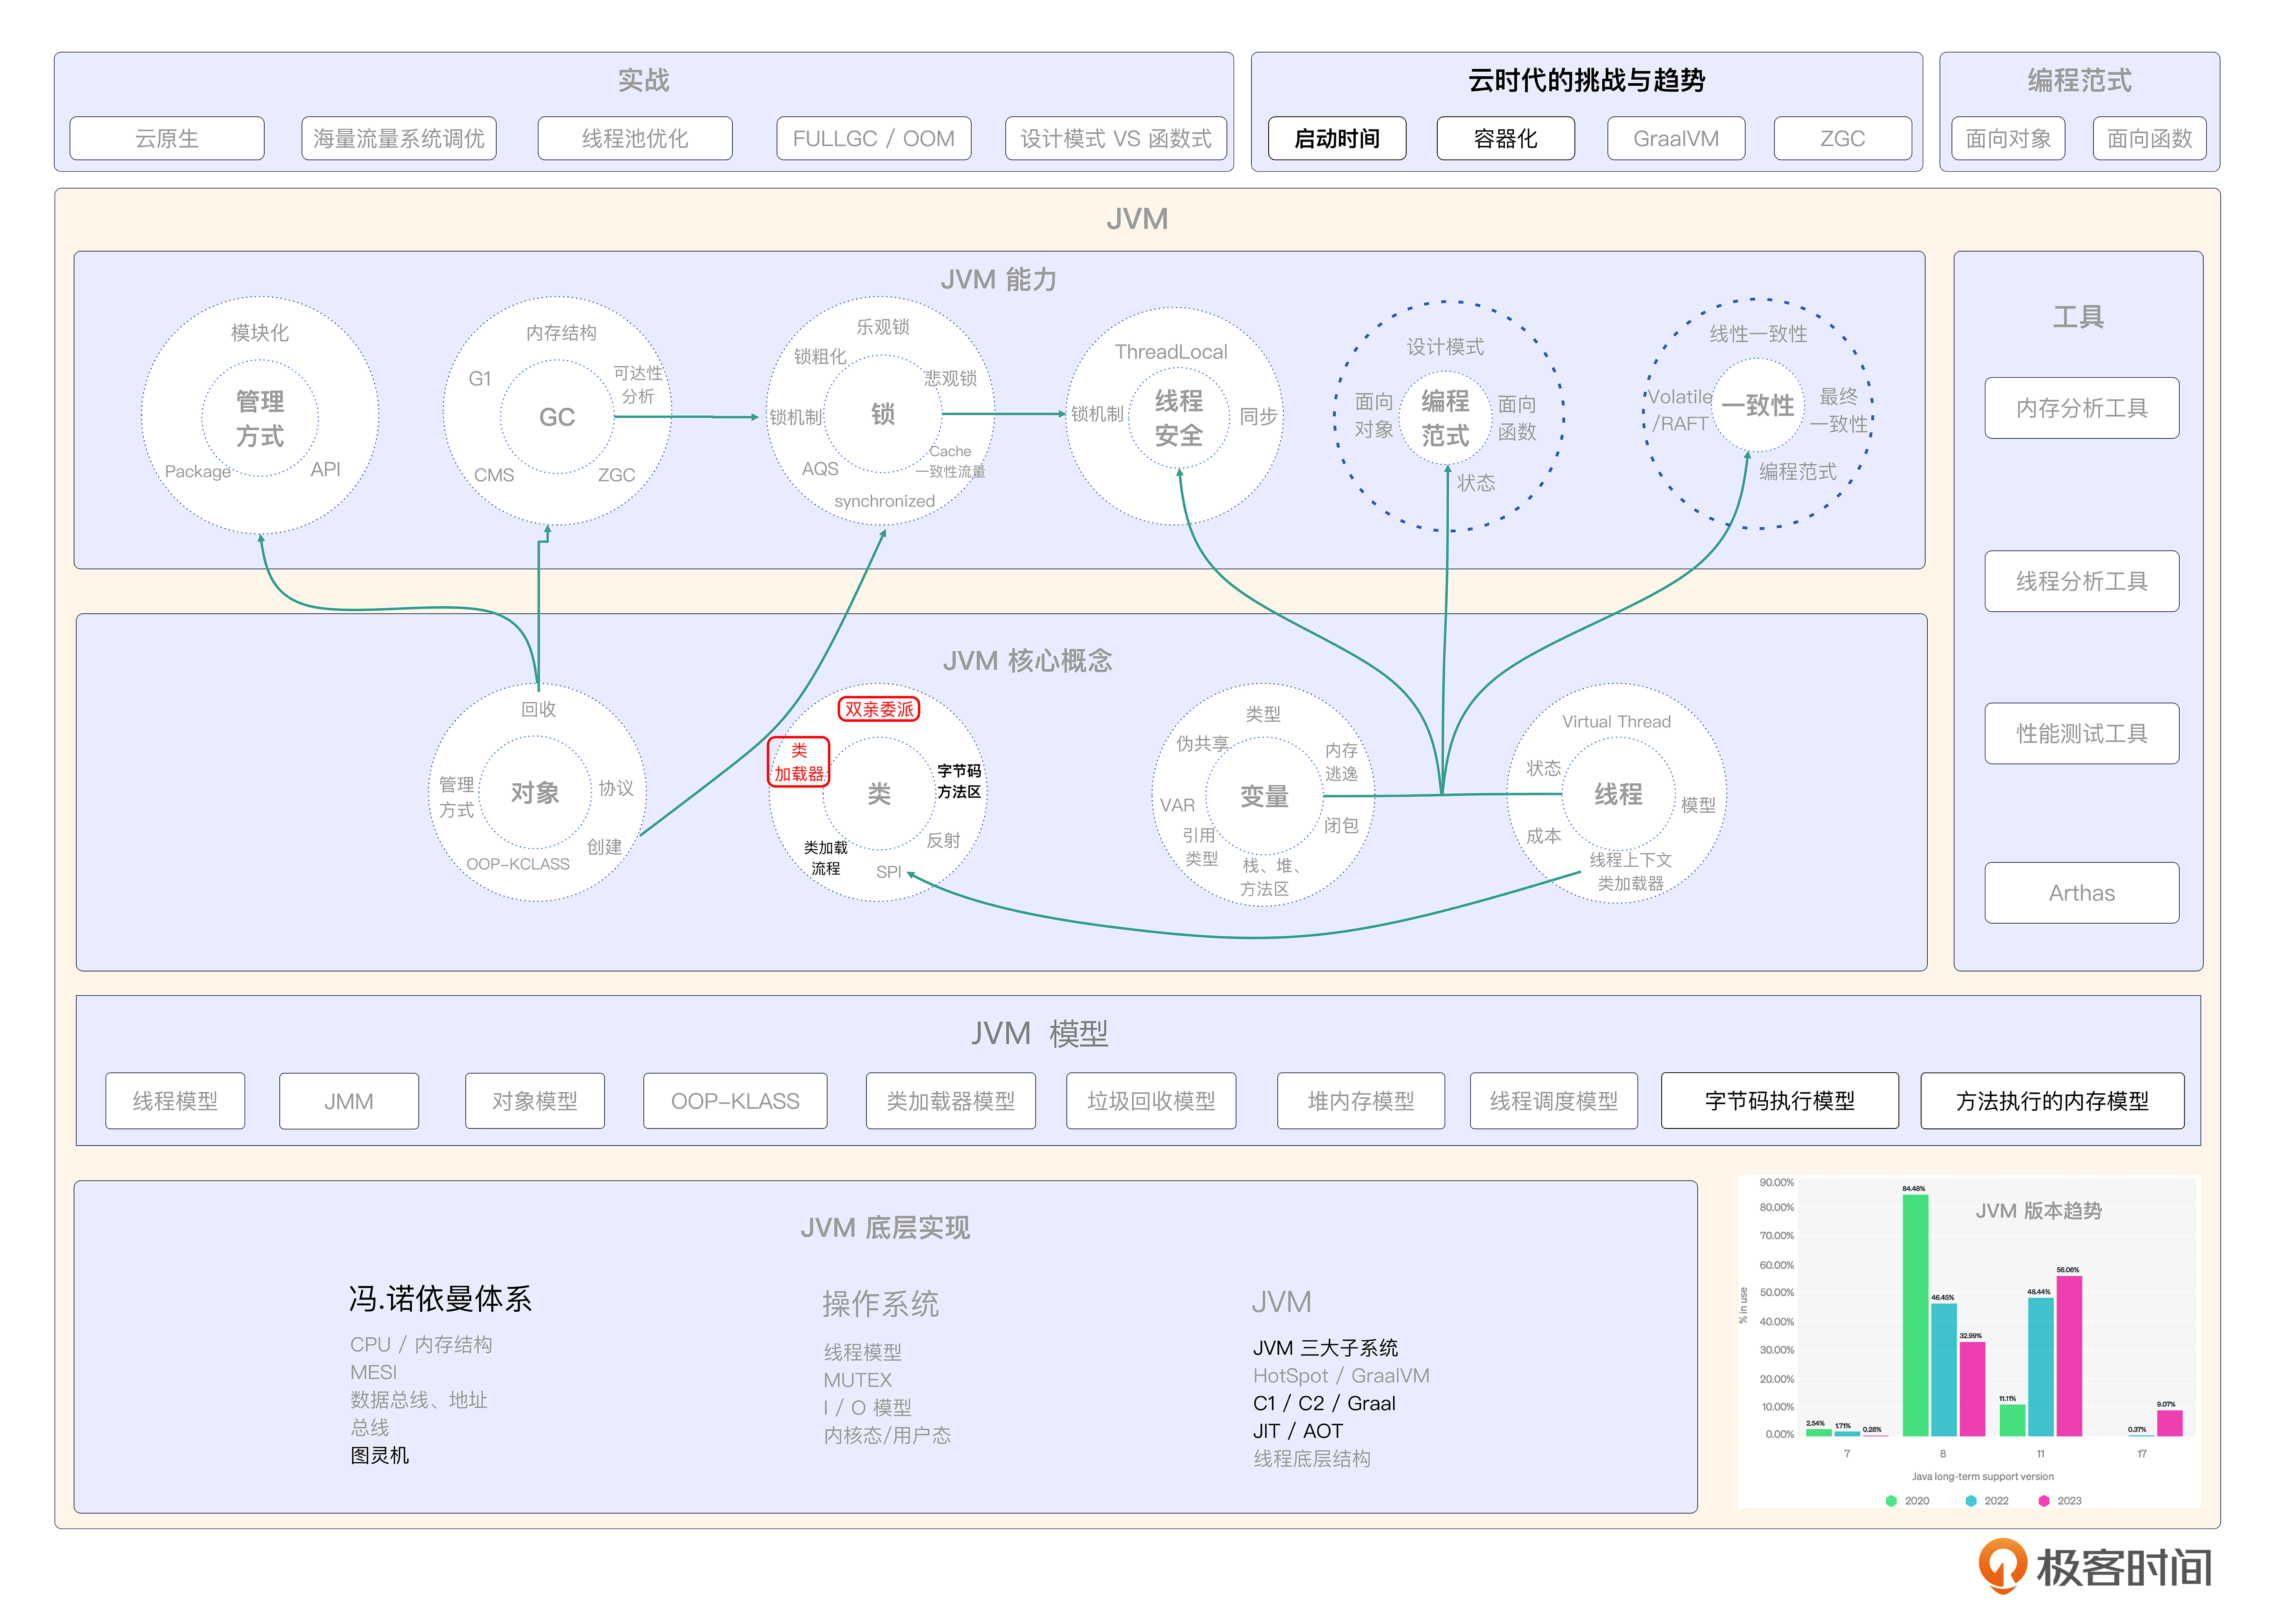 实战
云原生
海量流量系统调优
线程池优化
FULLGC / OOM
设计模式 VS 函数式
云时代的挑战与趋势
启动时间
容器化
GraalVM
ZGC
编程范式
面向对象
面向函数
JVM
JVM 能力
模块化
管理
方式
Package
API
内存结构
G1
可达性
分析
GC
CMS
ZGC
乐观锁
锁粗化
悲观锁
锁机制
锁
AQS
Cache
一致性流量
synchronized
ThreadLocal
锁机制
线程
安全
同步
设计模式
面向
对象
编程
范式
面向
函数
状态
线性一致性
Volatile
/RAFT
一致性
最终
一致性
编程范式
工具
内存分析工具
线程分析工具
性能测试工具
Arthas
JVM 核心概念
回收
管理
方式
对象
协议
创建
OOP-KCLASS
双亲委派
类
加载器
类
字节码
方法区
类加载
流程
反射
SPI
类型
伪共享
内存
逃逸
VAR
变量
引用
类型
闭包
栈、堆、
方法区
Virtual Thread
状态
线程
模型
成本
线程上下文
类加载器
JVM 模型
线程模型
JMM
对象模型
OOP-KLASS
类加载器模型
垃圾回收模型
堆内存模型
线程调度模型
字节码执行模型
方法执行的内存模型
JVM 底层实现
冯.诺依曼体系
CPU / 内存结构
MESI
数据总线、地址
总线
图灵机
操作系统
线程模型
MUTEX
I / O 模型
内核态/用户态
JVM
JVM 三大子系统
HotSpot / GraalVM
C1 / C2 / Graal
JIT / AOT
线程底层结构
JVM 版本趋势
% in use
90.00%
80.00%
70.00%
60.00%
50.00%
40.00%
30.00%
20.00%
10.00%
0.00%
2.54%
1.71%
0.28%
84.48%
46.45%
32.99%
11.11%
48.44%
56.06%
0.37%
9.07%
7
8
11
17
Java long-term support version
2020
2022
2023
极客时间